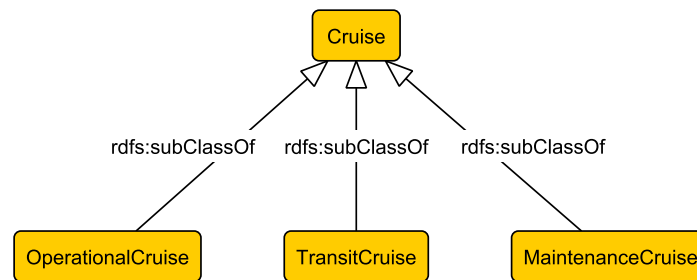 Cruise
rdfs:subClassOf rdfs:subClassOf rdfs:subClassOf
OperationalCruise TransitCruise MaintenanceCruise